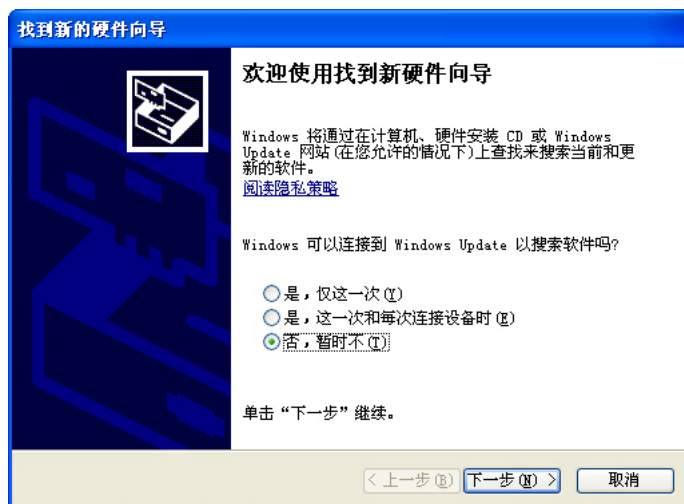 找到新的硬件向导
欢迎使用找到新硬件向导
Windows 将通过在计算机、硬件安装 CD 或 Windows
Update 网站(在您允许的情况下)上查找来搜索当前和更
新的软件。
阅读隐私策略
Windows 可以连接到 Windows Update 以搜索软件吗?
是，仅这一次(Y)
是，这一次和每次连接设备时(E)
否，暂时不(T)
单击“下一步”继续。
< 上一步(B) 下一步(N) > 取消